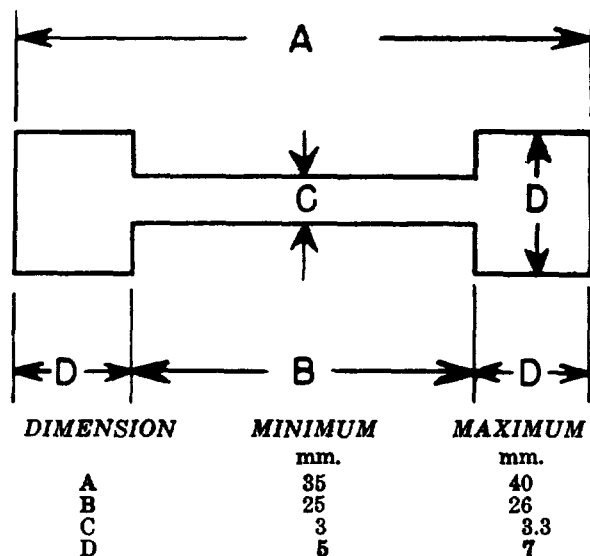 A
C
D
D
B
D
DIMENSION MINIMUM MAXIMUM
mm. mm.
A 35 40
B 25 26
C 3 3.3
D 5 7